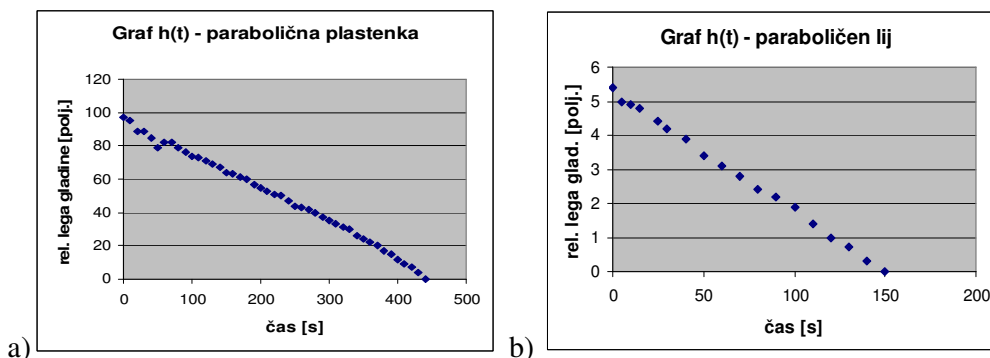 Graf h(t) - parabolična plastenka
rel. lega gladine [polj.]
120
100
80
60
40
20
0
0 100 200 300 400 500
čas [s]
a)
Graf h(t) - paraboličen lij
rel. lega glad. [polj.]
6
5
4
3
2
1
0
0 50 100 150 200
čas [s]
b)